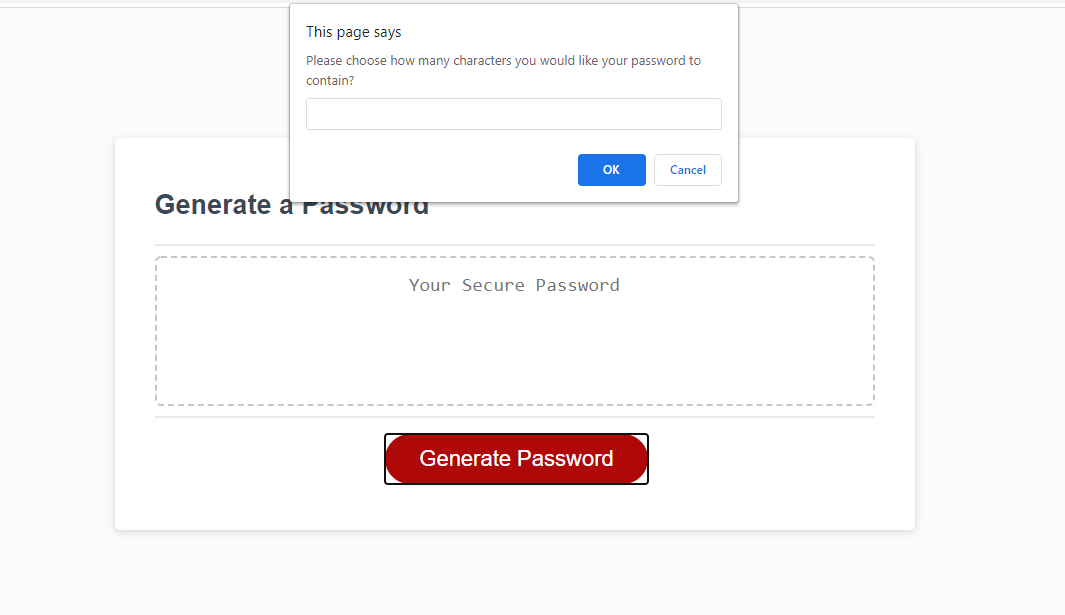 This page says
Please choose how many characters you would like your password to
contain?
OK
Cancel
Generate a Password
Your Secure Password
Generate Password